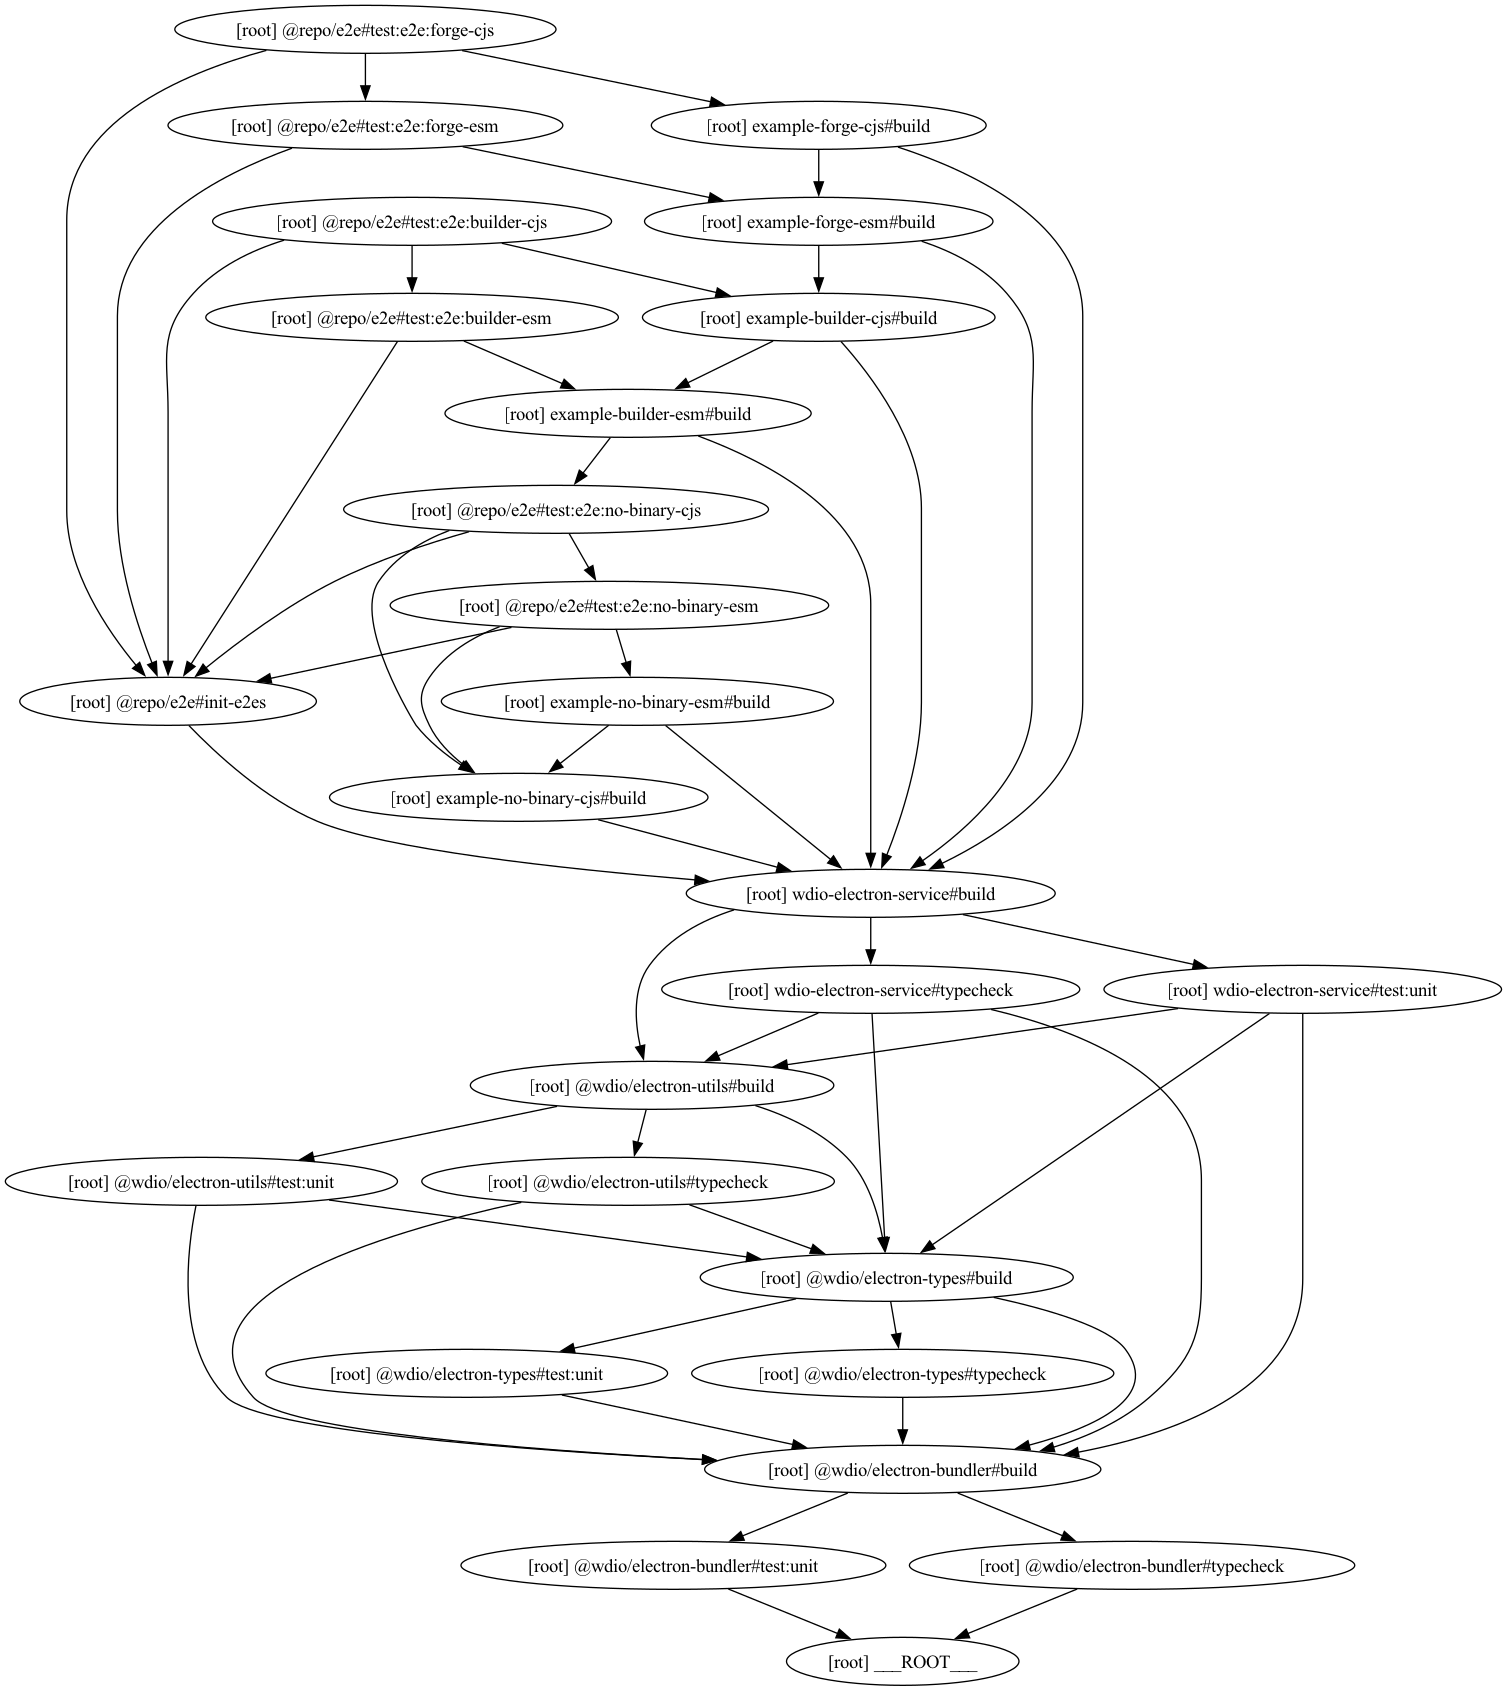 [root] @repo/e2e#test:e2e:forge-cjs
[root] @repo/e2e#test:e2e:forge-esm
[root] example-forge-cjs#build
[root] @repo/e2e#test:e2e:builder-cjs
[root] example-forge-esm#build
[root] @repo/e2e#test:e2e:builder-esm
[root] example-builder-cjs#build
[root] example-builder-esm#build
[root] @repo/e2e#test:e2e:no-binary-cjs
[root] @repo/e2e#test:e2e:no-binary-esm
[root] @repo/e2e#init-e2es
[root] example-no-binary-esm#build
[root] example-no-binary-cjs#build
[root] wdio-electron-service#build
[root] wdio-electron-service#typecheck
[root] wdio-electron-service#test:unit
[root] @wdio/electron-utils#build
[root] @wdio/electron-utils#test:unit
[root] @wdio/electron-utils#typecheck
[root] @wdio/electron-types#build
[root] @wdio/electron-types#test:unit
[root] @wdio/electron-types#typecheck
[root] @wdio/electron-bundler#build
[root] @wdio/electron-bundler#test:unit
[root] @wdio/electron-bundler#typecheck
[root] ___ROOT___